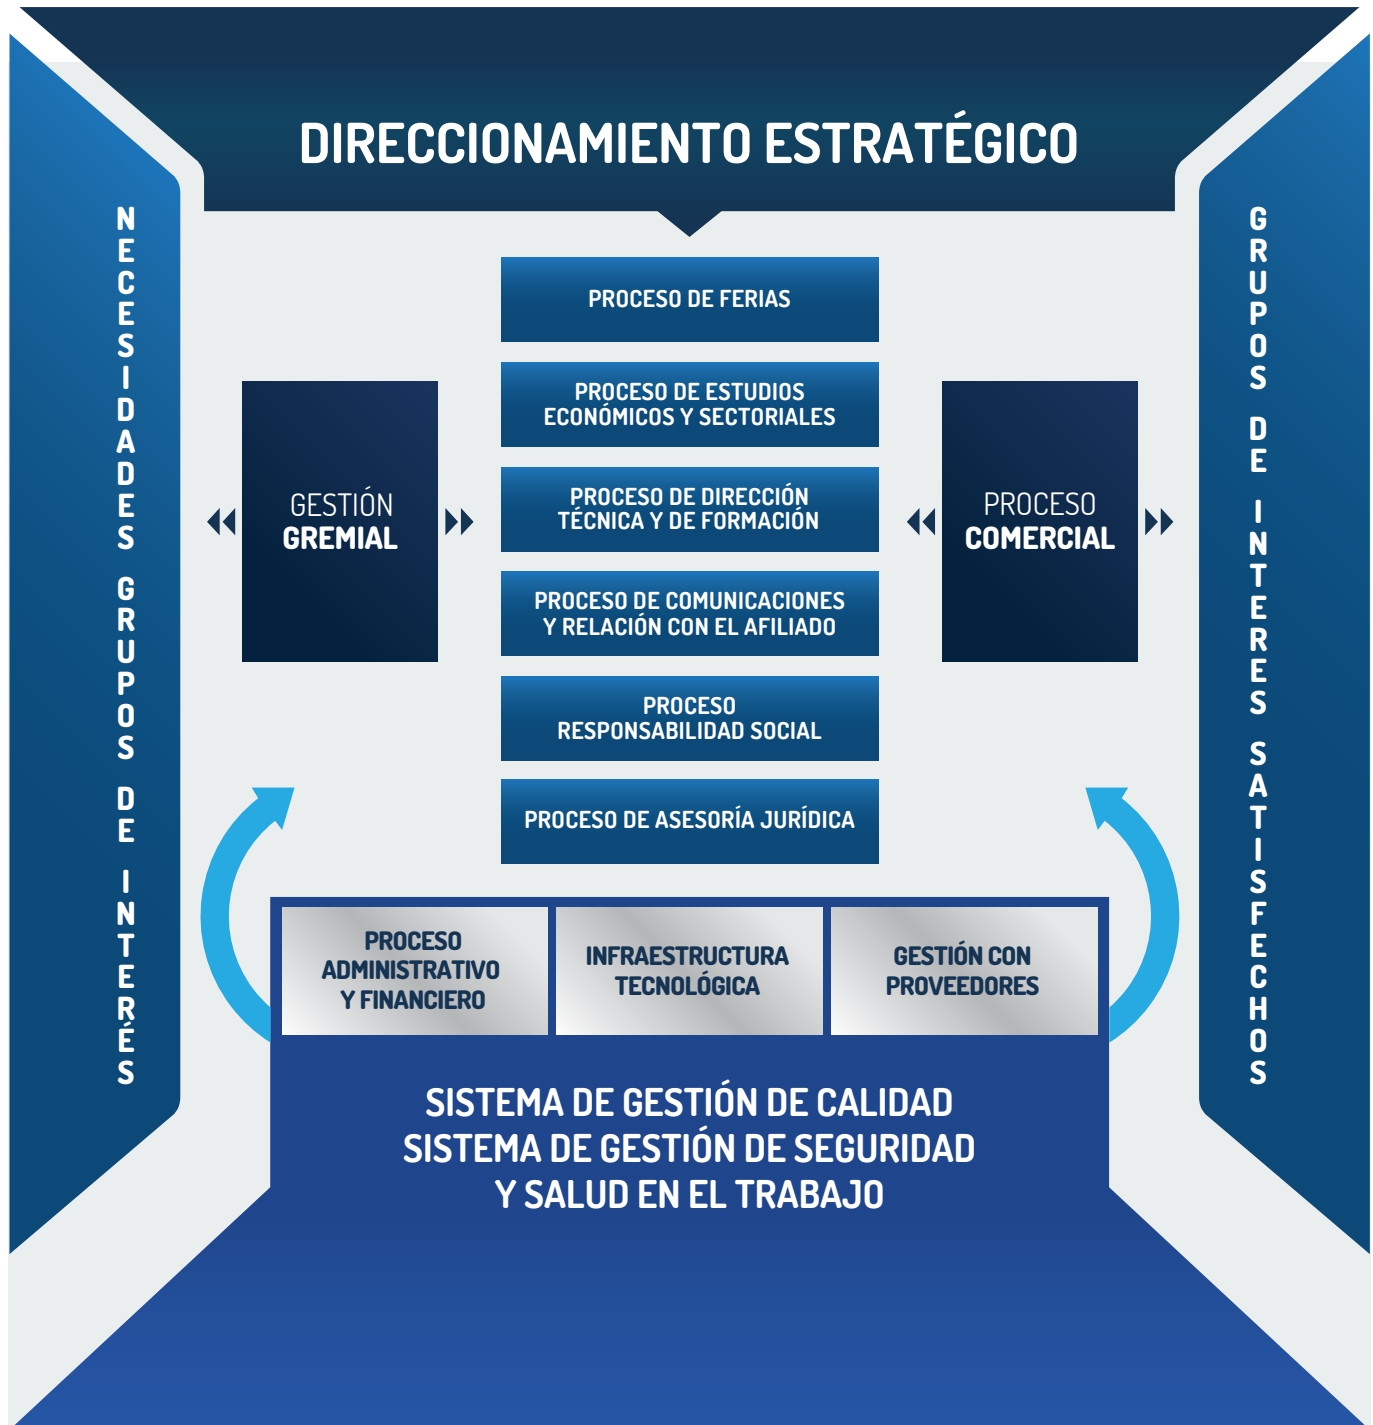 DIRECCIONAMIENTO ESTRATÉGICO
NECESIDADES GRUPOS DE INTERÉS
GESTIÓN
GREMIAL
PROCESO DE FERIAS
PROCESO DE ESTUDIOS
ECONÓMICOS Y SECTORIALES
PROCESO DE DIRECCIÓN
TÉCNICA Y DE FORMACIÓN
PROCESO DE COMUNICACIONES
Y RELACIÓN CON EL AFILIADO
PROCESO
RESPONSABILIDAD SOCIAL
PROCESO DE ASESORÍA JURÍDICA
PROCESO
COMERCIAL
GRUPOS DE INTERES SATISFECHOS
PROCESO
ADMINISTRATIVO
Y FINANCIERO
INFRAESTRUCTURA
TECNOLÓGICA
GESTIÓN CON
PROVEEDORES
SISTEMA DE GESTIÓN DE CALIDAD
SISTEMA DE GESTIÓN DE SEGURIDAD
Y SALUD EN EL TRABAJO